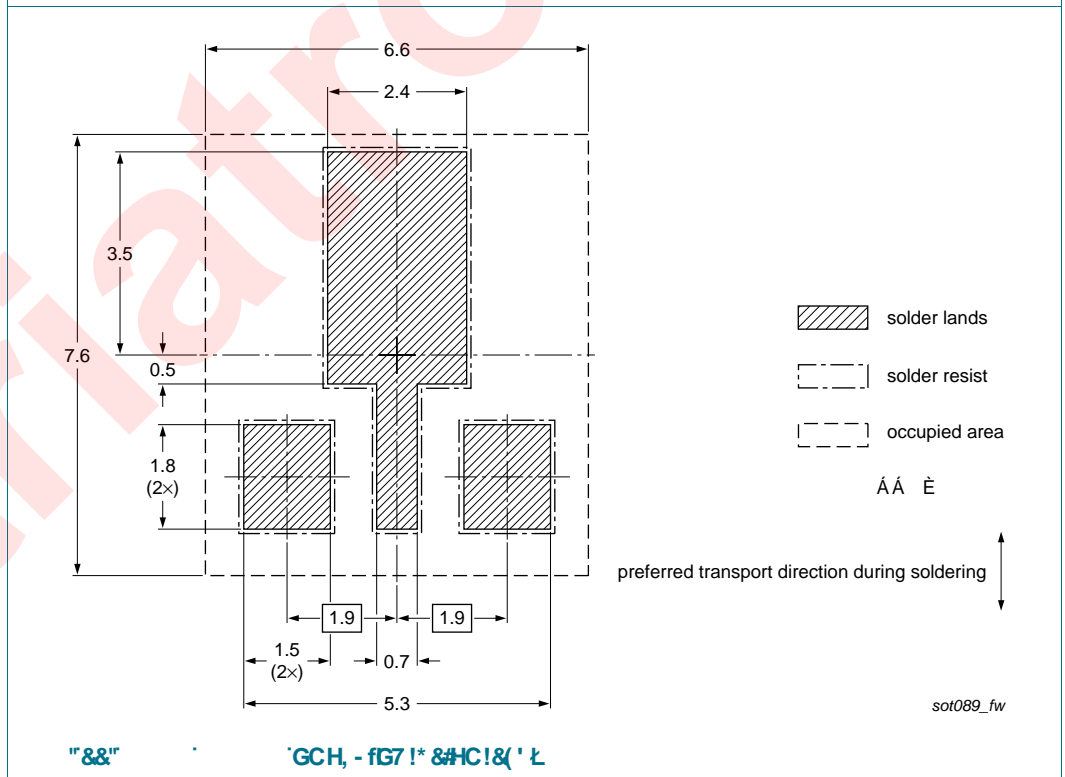 6.6
2.4
3.5
7.6
0.5
solder lands
solder resist
occupied area
1.8
(2×)
ÁÁ È
preferred transport direction during soldering
1.9
1.9
1.5
(2×)
0.7
5.3
sot089_fw